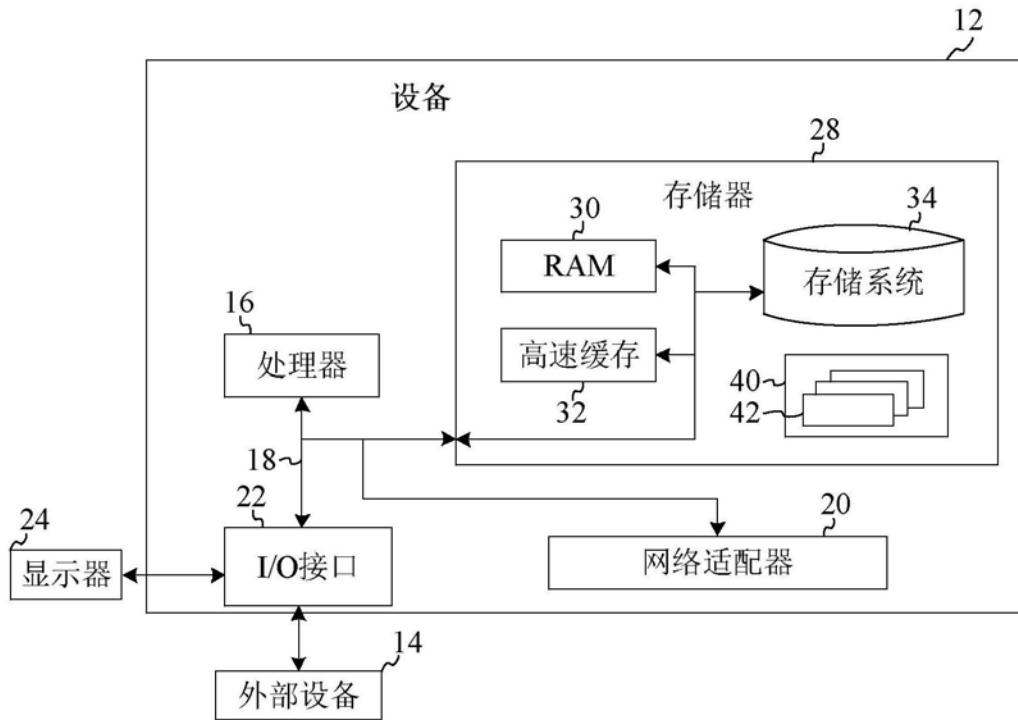 12
设备
28
存储器
34
30
RAM
存储系统
16
处理器
高速缓存
32
40
42
18
22
I/O接口
24
显示器
20
网络适配器
14
外部设备